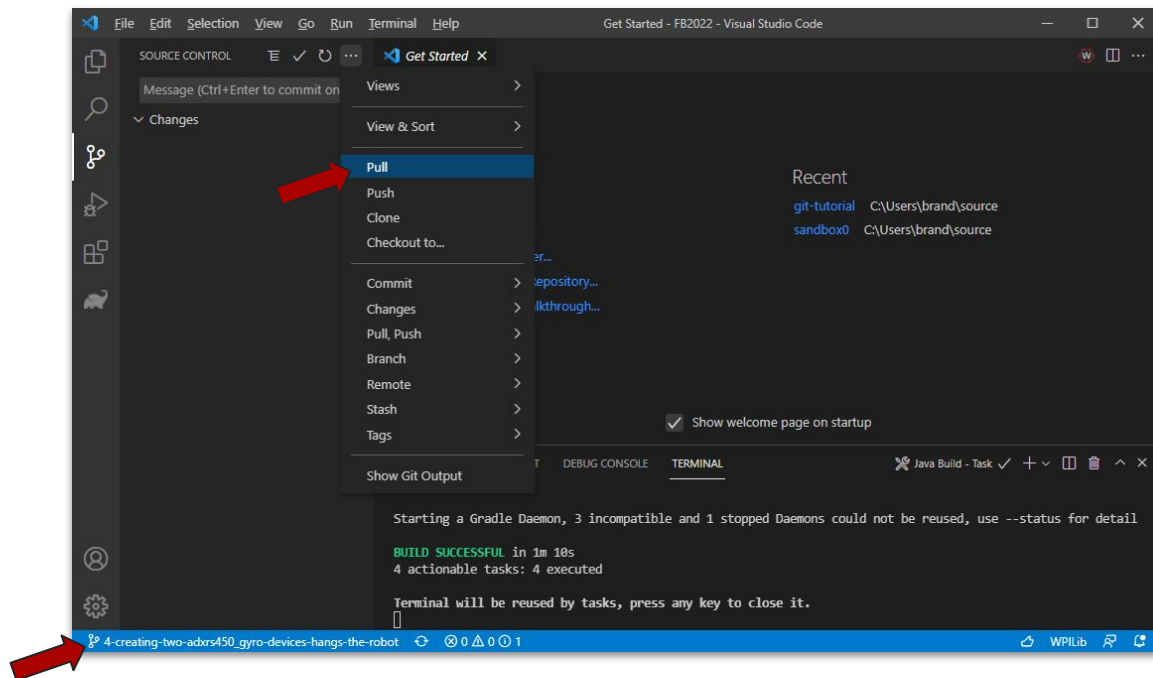 File Edit Selection View Go Run Terminal Help Get Started - FB2022 - Visual Studio Code
SOURCE CONTROL Get Started
Message (Ctrl+Enter to commit on
Changes
Views
View & Sort
Pull
Push
Clone
Checkout to...
Commit
Changes
Pull, Push
Branch
Remote
Stash
Tags
Show Git Output
Recent
git-tutorial C:\Users\brand\source
sandbox0 C:\Users\brand\source
er...
epository...
lkthrough...
Show welcome page on startup
T DEBUG CONSOLE TERMINAL Java Build - Task
Starting a Gradle Daemon, 3 incompatible and 1 stopped Daemons could not be reused, use --status for detail
BUILD SUCCESSFUL in 1m 10s
4 actionable tasks: 4 executed
Terminal will be reused by tasks, press any key to close it.
4-creating-two-adxrs450_gyro-devices-hangs-the-robot 0 0 1 WPILib